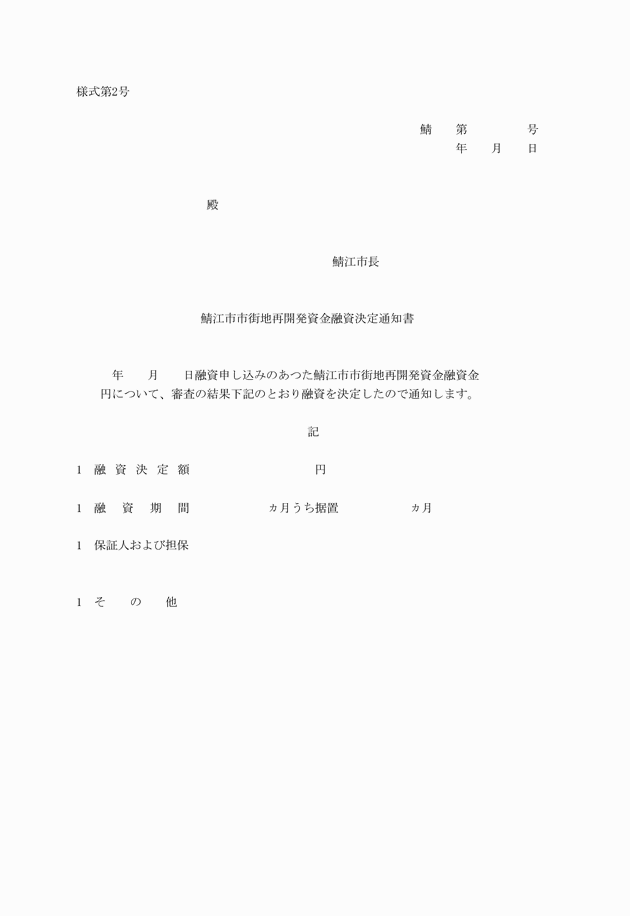 様式第2号
鯖　　第　　　　　号
年　　月　　日
殿
鯖江市長
鯖江市市街地再開発資金融資決定通知書
年　　月　　日融資申し込みのあつた鯖江市市街地再開発資金融資金
円について、審査の結果下記のとおり融資を決定したので通知します。
記
1　融 資 決 定 額　　　　　　　　　　円
1　融　資　期　間　　　　　　カ月うち据置　　　　　　カ月
1　保証人および担保
1　そ　　の　　他